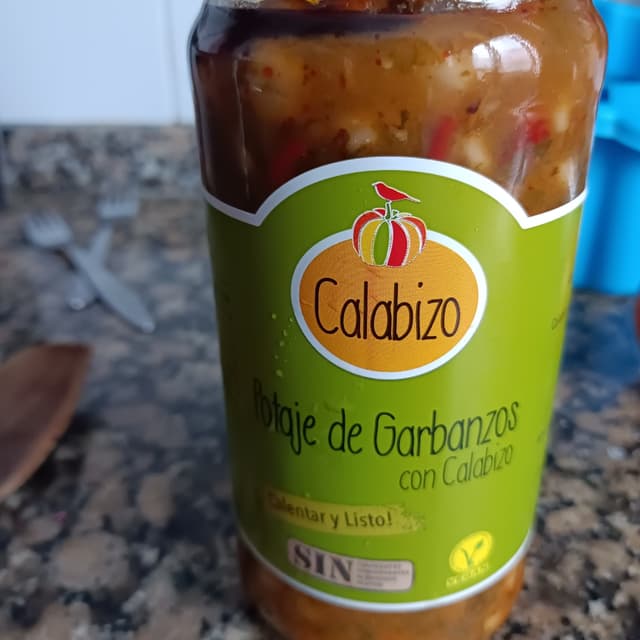 Calabizo
Potaje de Garbanzos
con Calabizo
Calentar y Listo!
SIN